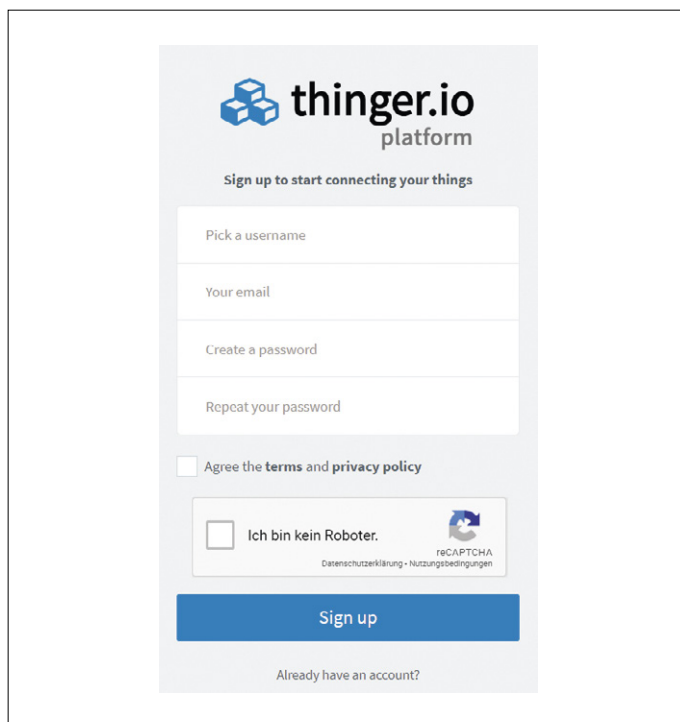 thinger.io
platform
Sign up to start connecting your things
Pick a username
Your email
Create a password
Repeat your password
Agree the terms and privacy policy
Ich bin kein Roboter.
reCAPTCHA
Datenschutzerklärung - Nutzungsbedingungen
Sign up
Already have an account?